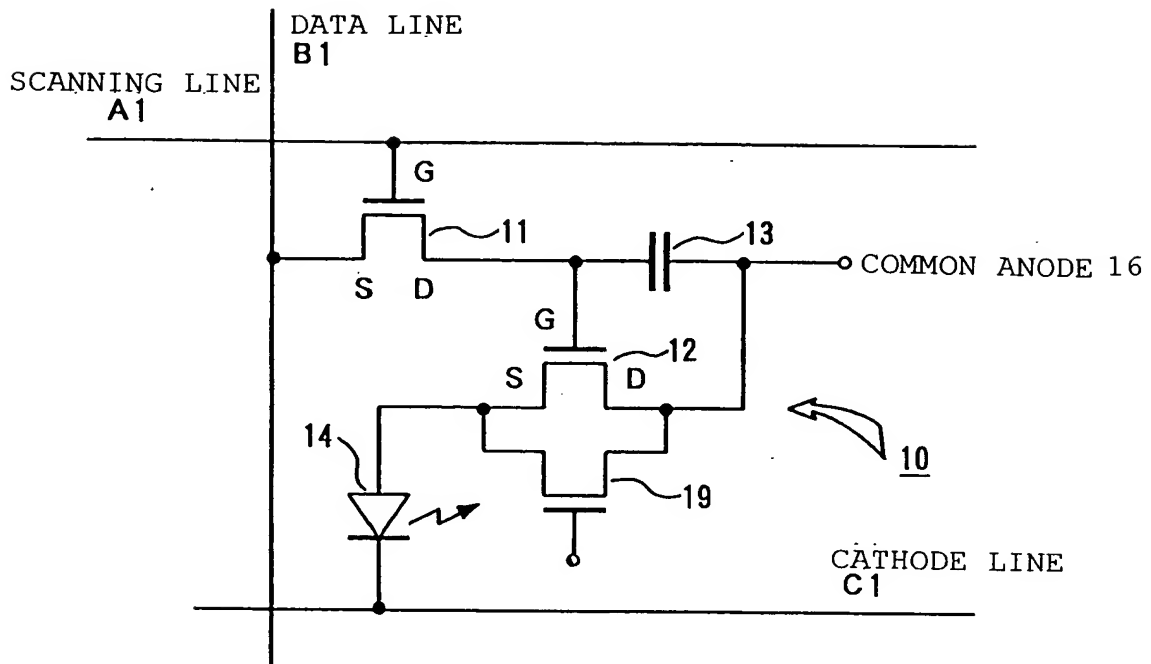 DATA LINE
B1
SCANNING LINE
A1
G
11
13
S D
COMMON ANODE 16
G
12
S D
14
10
19
CATHODE LINE
C1